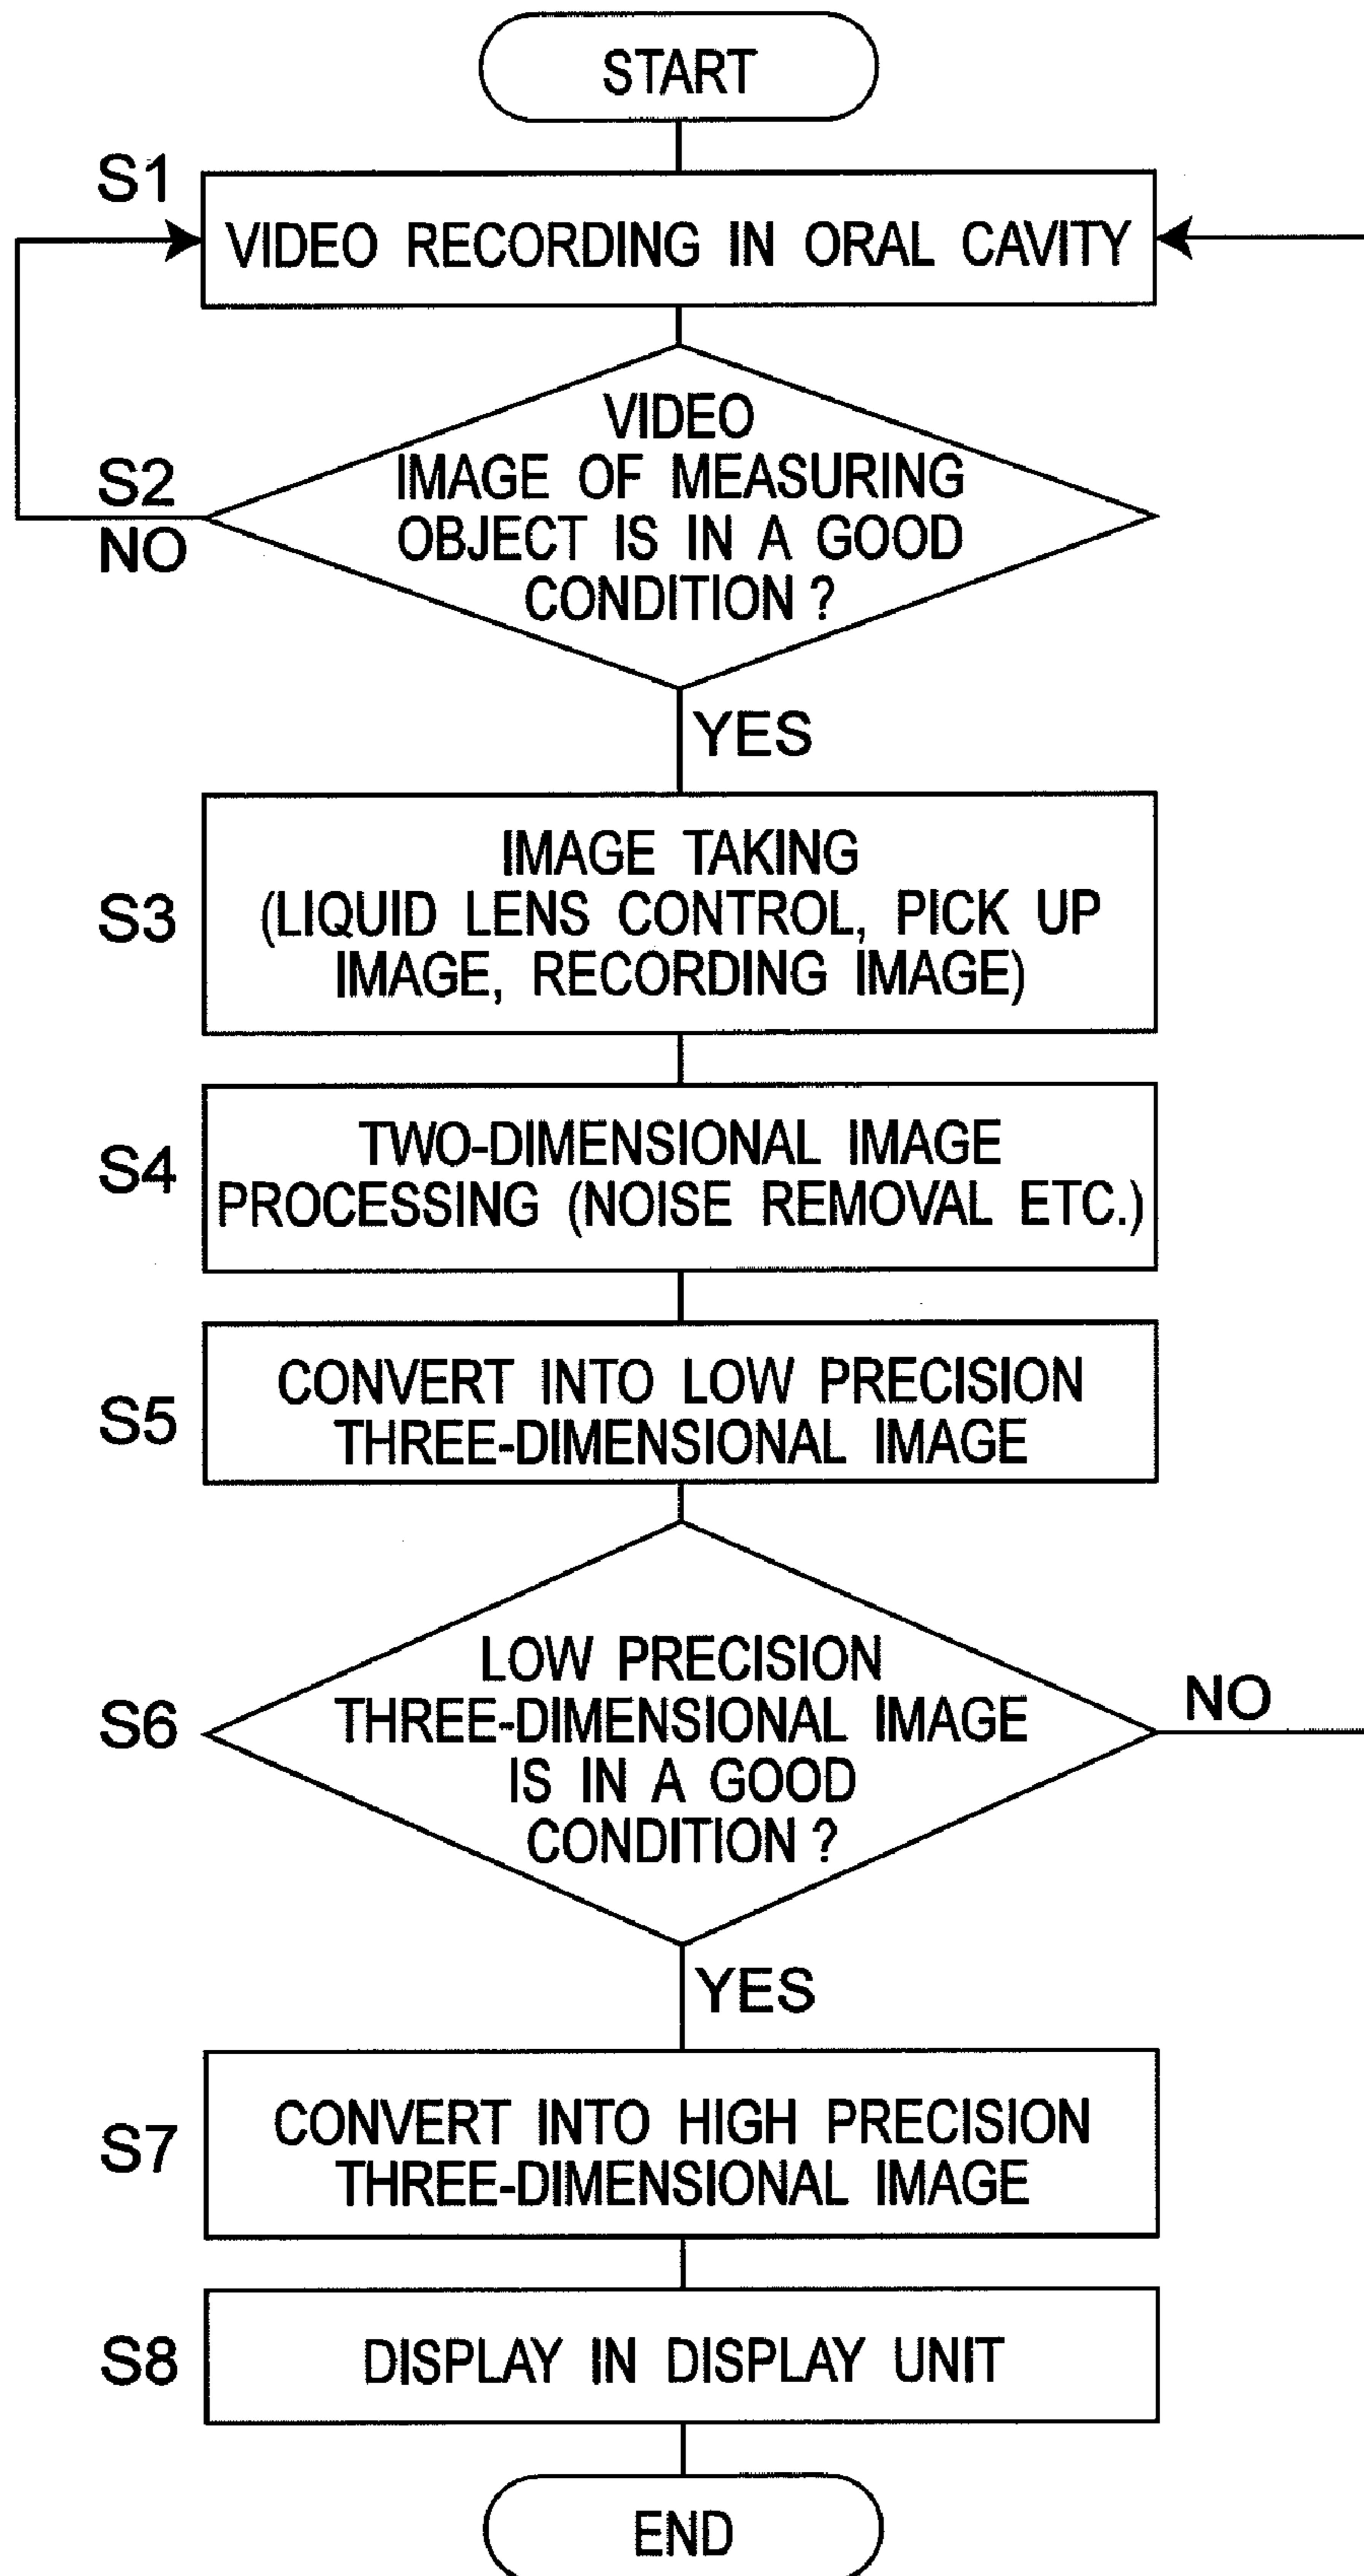 START
S1
VIDEO RECORDING IN ORAL CAVITY
VIDEO
IMAGE OF MEASURING
OBJECT IS IN A GOOD
CONDITION ?
S2
NO
YES
S3
IMAGE TAKING
(LIQUID LENS CONTROL, PICK UP
IMAGE, RECORDING IMAGE)
S4
TWO-DIMENSIONAL IMAGE
PROCESSING (NOISE REMOVAL ETC.)
S5
CONVERT INTO LOW PRECISION
THREE-DIMENSIONAL IMAGE
S6
LOW PRECISION
THREE-DIMENSIONAL IMAGE
IS IN A GOOD
CONDITION ?
NO
YES
S7
CONVERT INTO HIGH PRECISION
THREE-DIMENSIONAL IMAGE
S8
DISPLAY IN DISPLAY UNIT
END